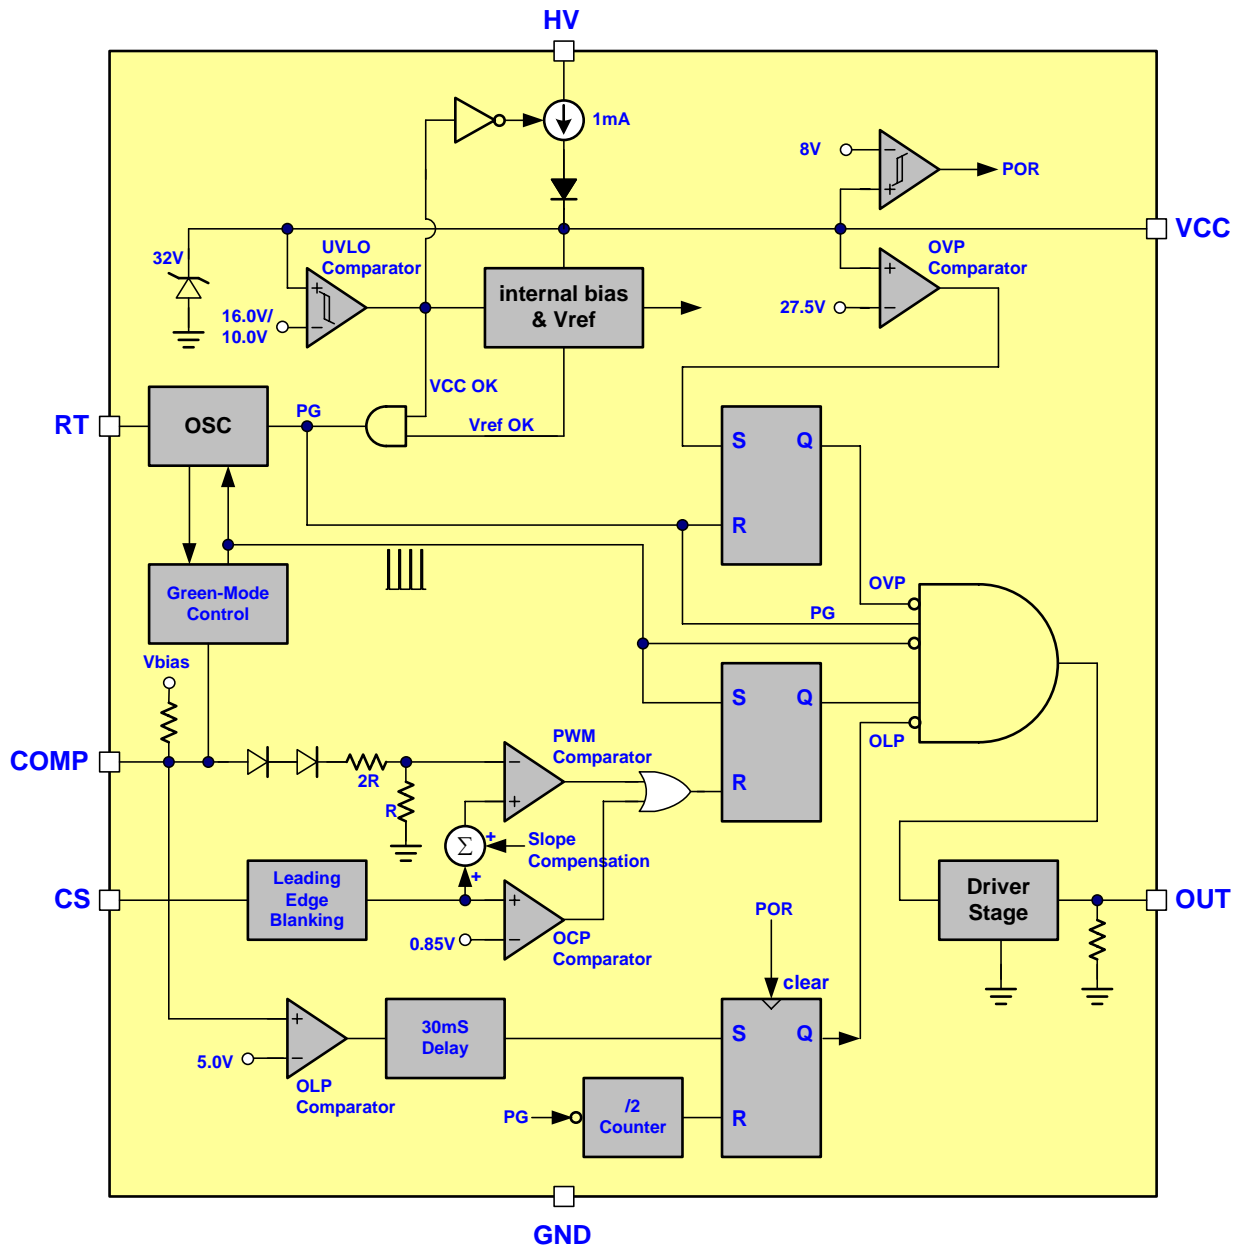 HV
1mA
8V
POR
VCC
32V
UVLO
Comparator
OVP
Comparator
16.0V/
10.0V
internal bias
& Vref
27.5V
VCC OK
RT
OSC
PG
Vref OK
S
Q
R
Green-Mode
Control
OVP
PG
Vbias
S
Q
COMP
PWM
Comparator
OLP
2R
R
R
Σ
+
+
Slope
Compensation
CS
Leading
Edge
Blanking
0.85V
OCP
Comparator
POR
Driver
Stage
OUT
clear
30mS
Delay
S
Q
5.0V
OLP
Comparator
PG
/2
Counter
R
GND